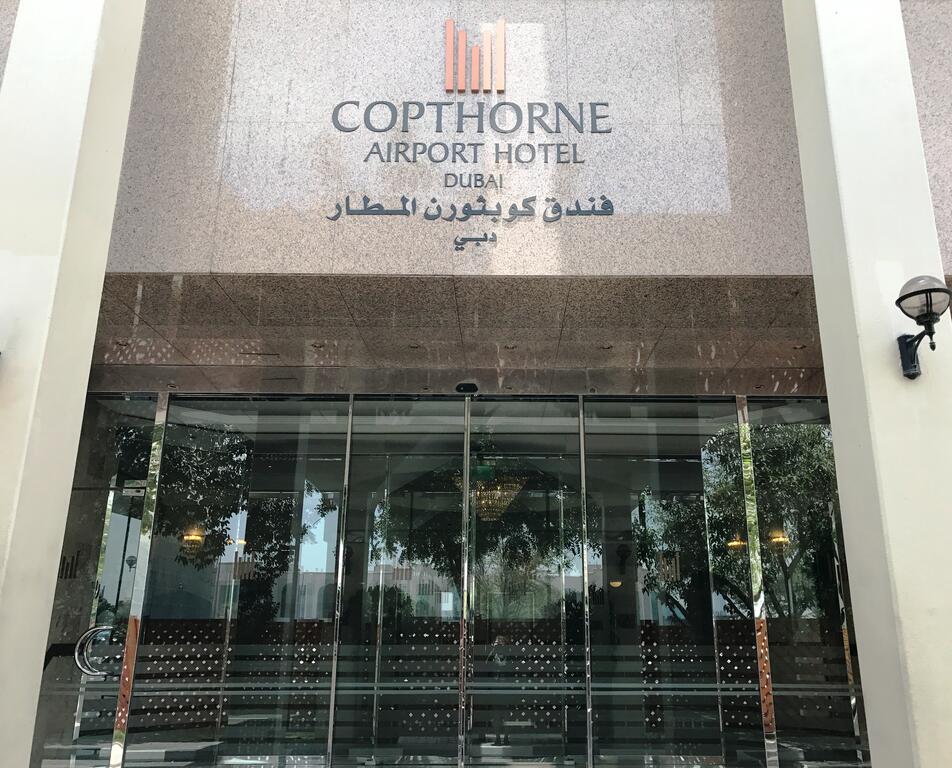 COPTHORNE
AIRPORT HOTEL
DUBAI
فندق كوبثورن المطار
دبي